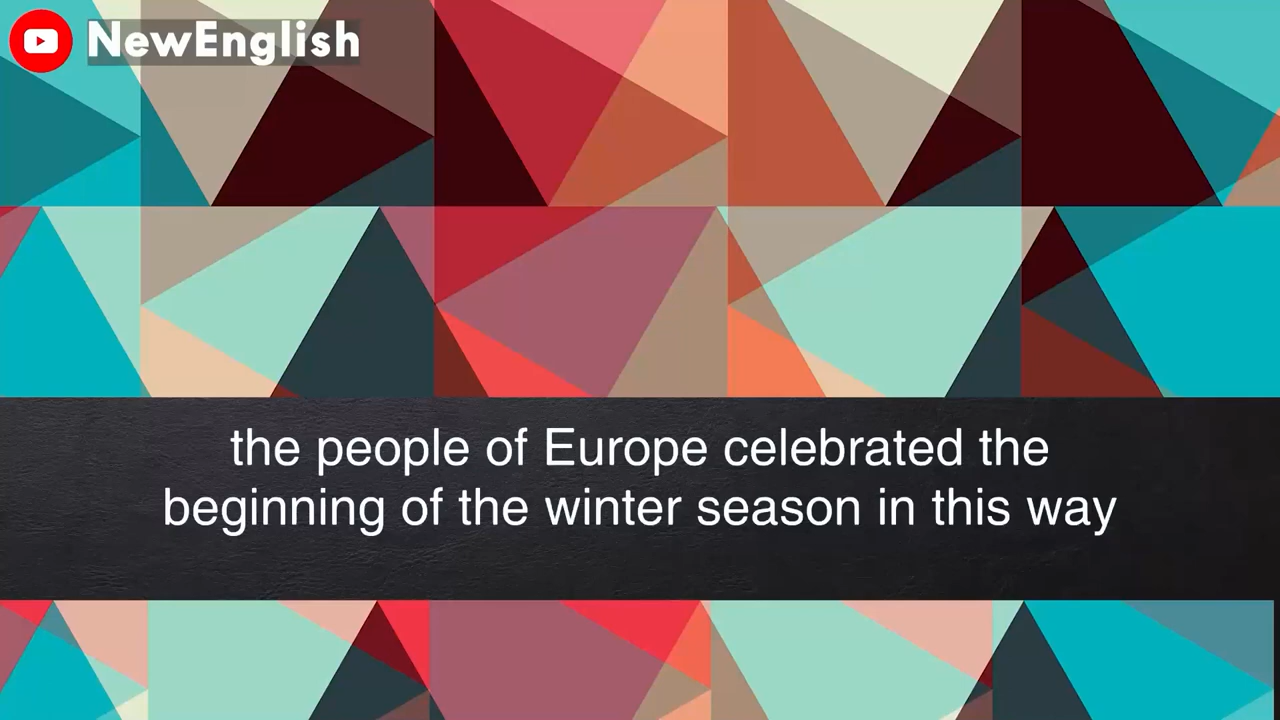 NewEnglish
the people of Europe celebrated the
beginning of the winter season in this way